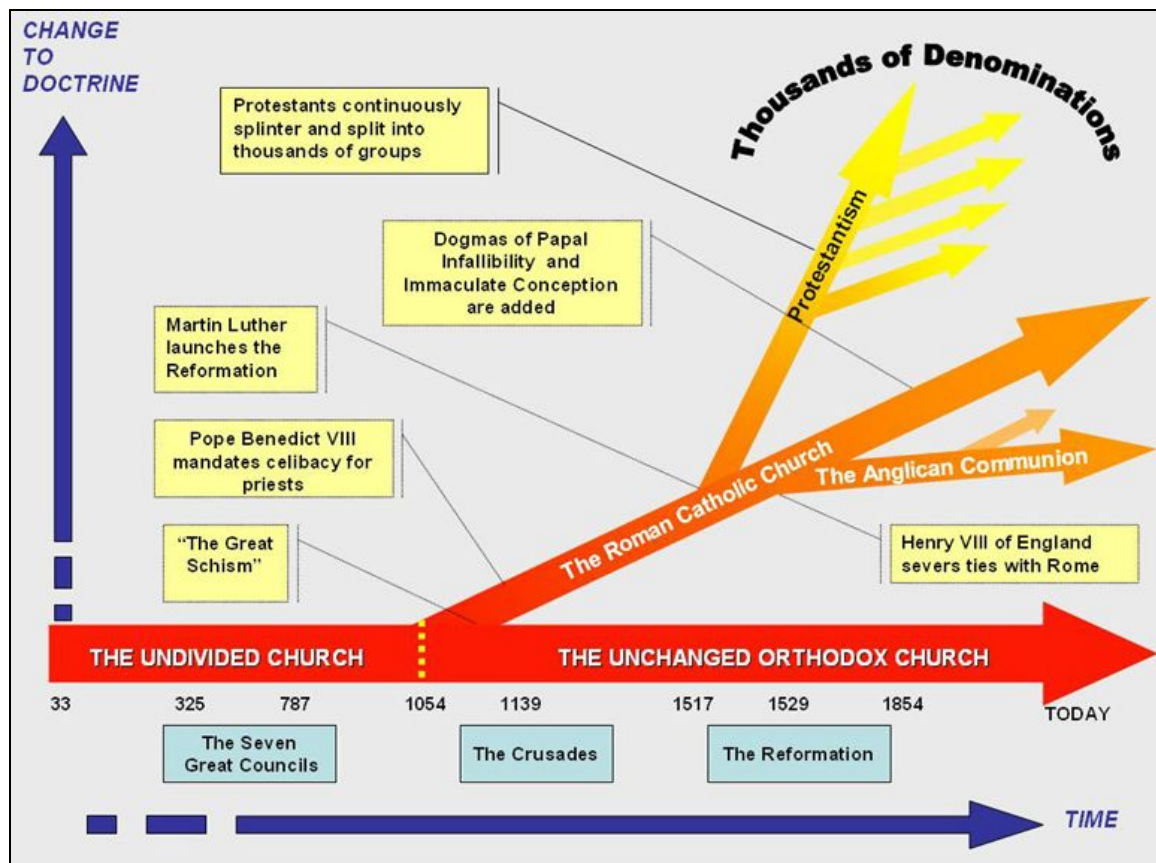 CHANGE
TO
DOCTRINE
Thousands of Denominations
Protestants continuously
splinter and split into
thousands of groups
Protestantism
Dogmas of Papal
Infallibility and
Immaculate Conception
are added
Martin Luther
launches the
Reformation
Pope Benedict VIII
mandates celibacy for
priests
The Roman Catholic Church
The Anglican Communion
"The Great
Schism"
Henry VIII of England
severs ties with Rome
THE UNDIVIDED CHURCH
THE UNCHANGED ORTHODOX CHURCH
33 325 787 1054 1139 1517 1529 1854 TODAY
The Seven
Great Councils
The Crusades
The Reformation
TIME